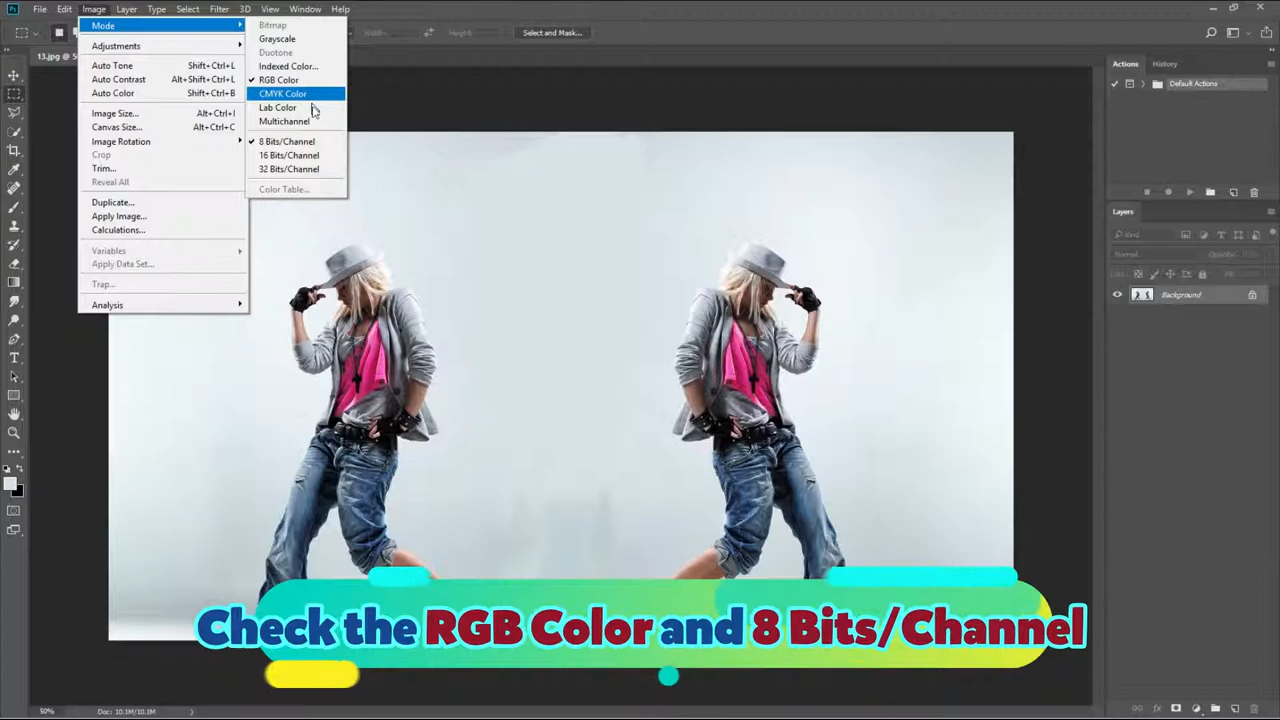 Ps File Edit Image Layer Type Select Filter 3D View Window Help
Width: Height: Select and Mask...
13.jpg @ 5
Mode
Adjustments
Auto Tone Shift+Ctrl+L
Auto Contrast Alt+Shift+Ctrl+L
Auto Color Shift+Ctrl+B
Image Size... Alt+Ctrl+I
Canvas Size... Alt+Ctrl+C
Image Rotation
Crop
Trim...
Reveal All
Duplicate...
Apply Image...
Calculations...
Variables
Apply Data Set...
Trap...
Analysis
Bitmap
Grayscale
Duotone
Indexed Color...
RGB Color
CMYK Color
Lab Color
Multichannel
8 Bits/Channel
16 Bits/Channel
32 Bits/Channel
Color Table...
Actions History
Default Actions
Layers
Kind
Normal Opacity:
Lock: Fill:
Background
Check the RGB Color and 8 Bits/Channel
50% Doc: 10.1M/10.1M